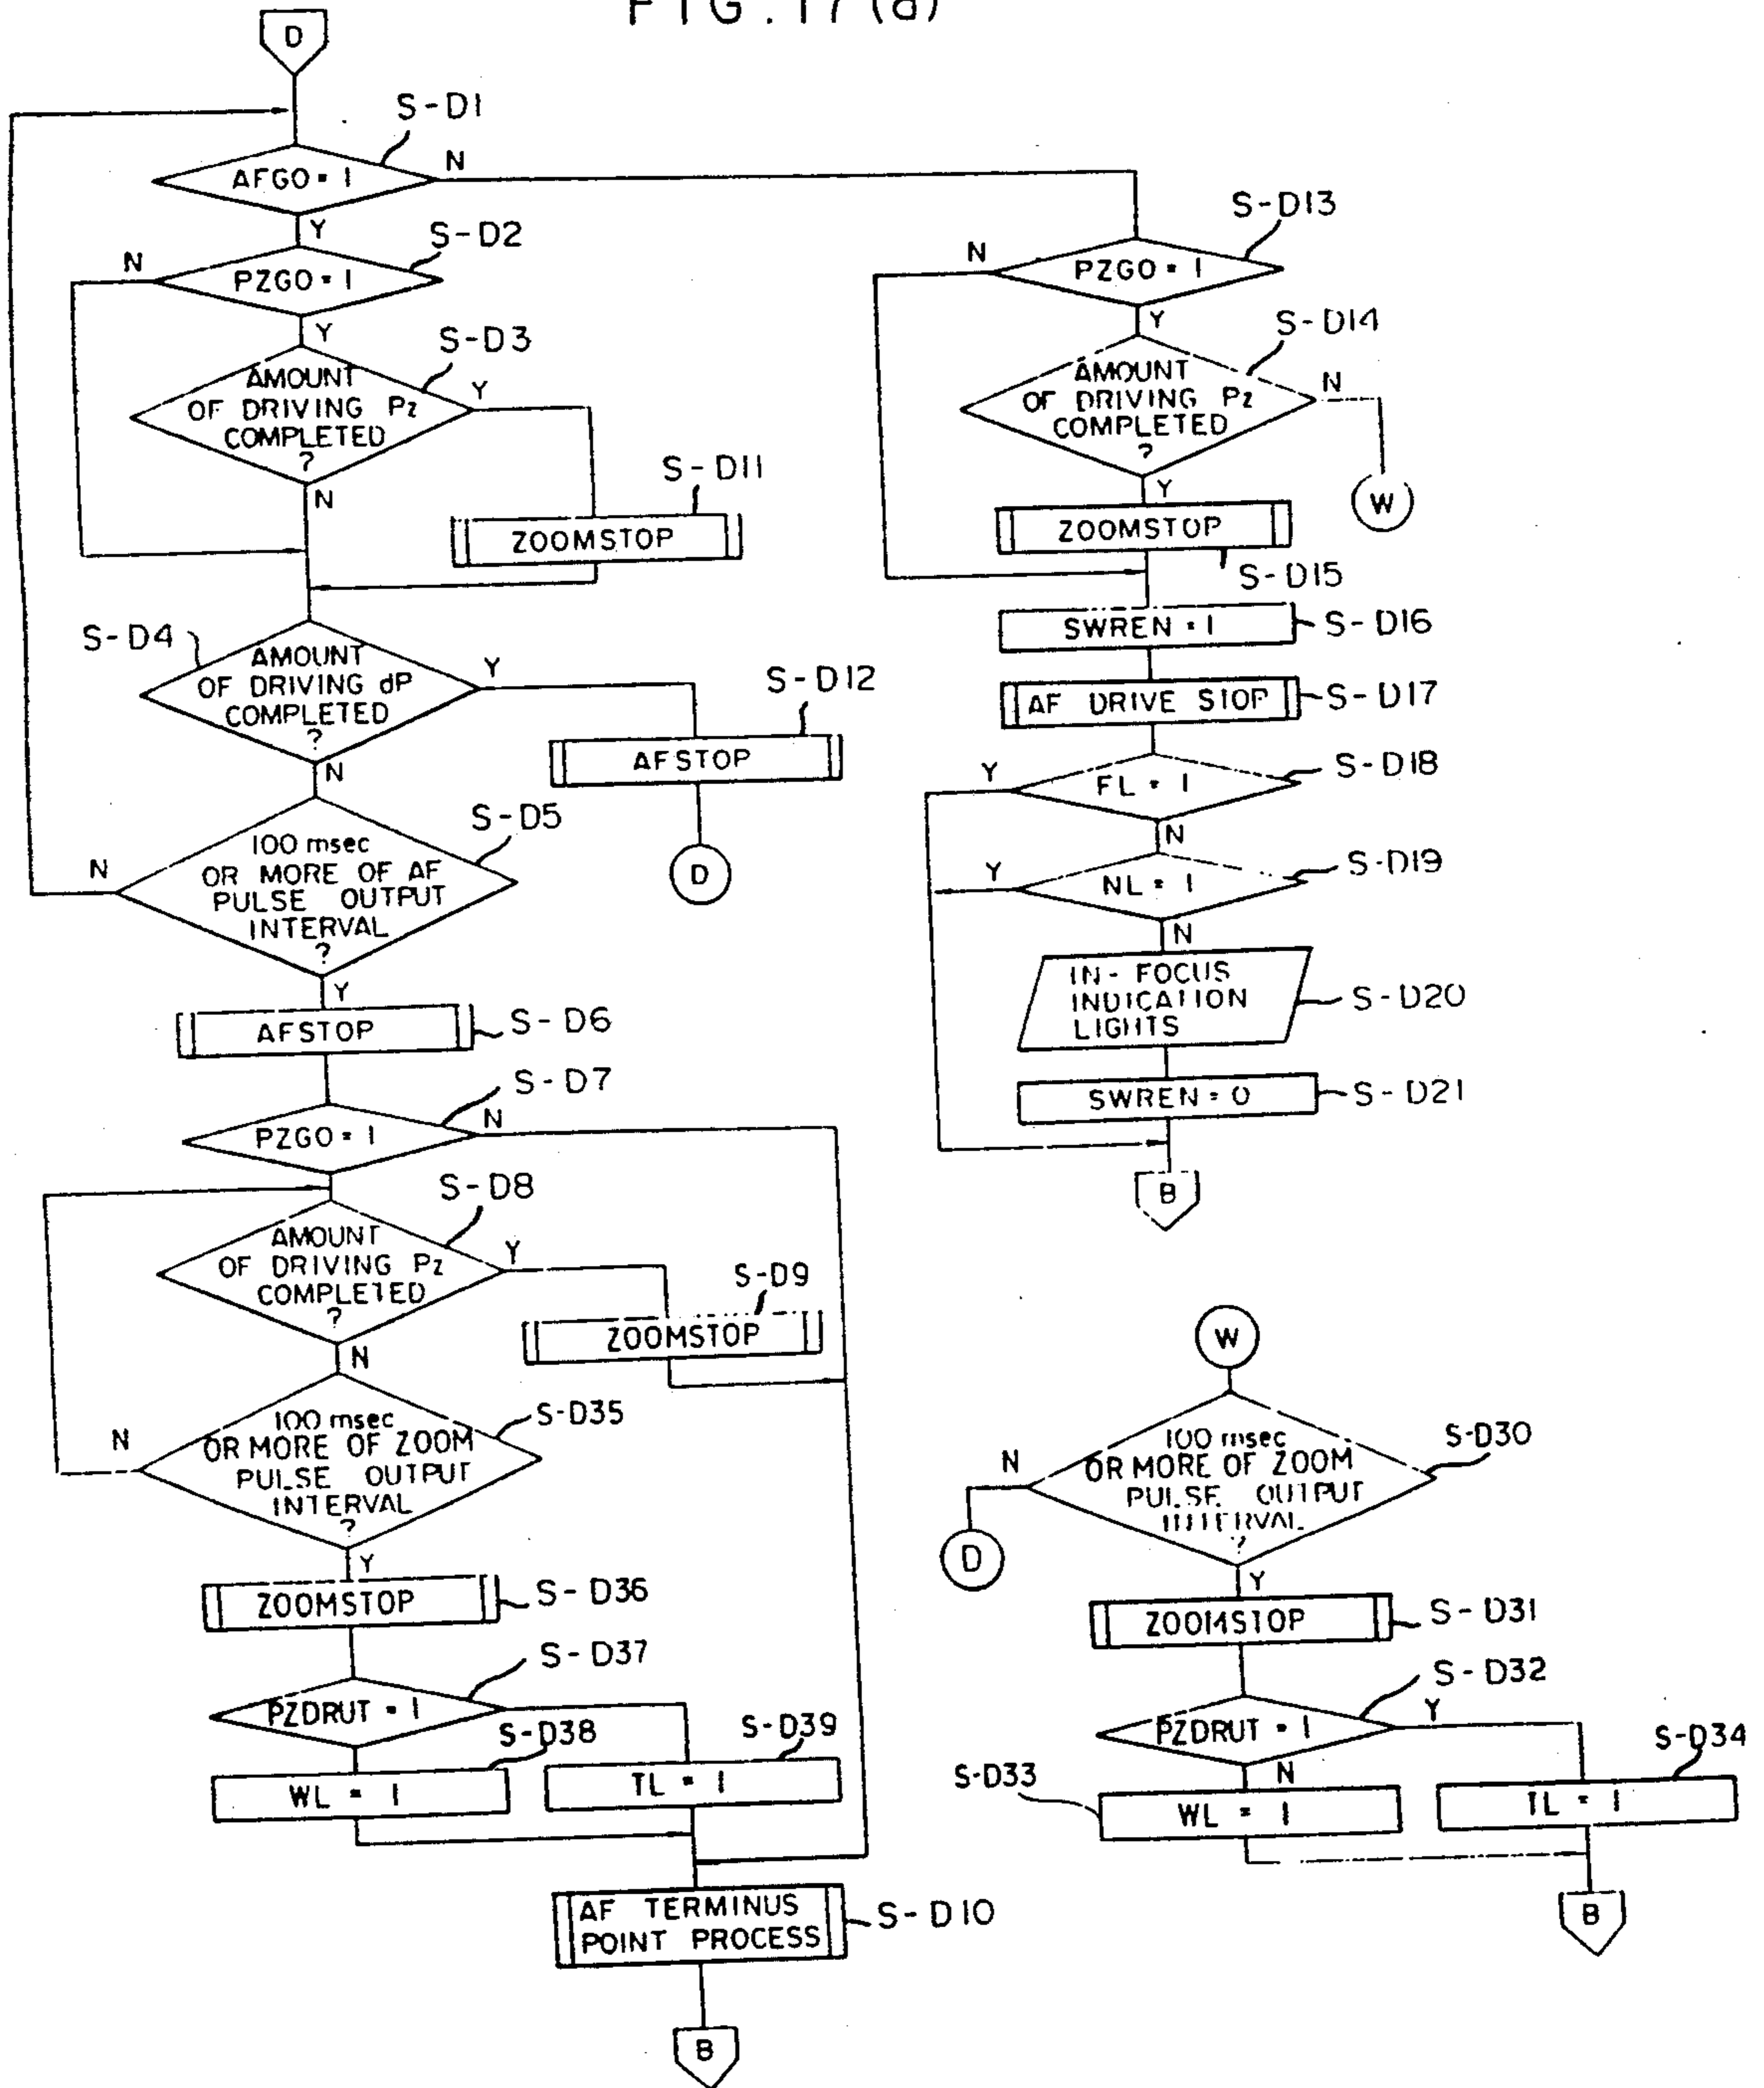 FIG. 17(a)
D
S-D1
AFGO = 1
N
Y
S-D2
N
PZGO = 1
Y
S-D3
AMOUNT
OF DRIVING Pz
COMPLETED
?
Y
N
S-D11
ZOOMSTOP
S-D4
AMOUNT
OF DRIVING dP
COMPLETED
?
Y
N
S-D12
AFSTOP
D
S-D5
100 msec
OR MORE OF AF
PULSE OUTPUT
INTERVAL
?
N
Y
AFSTOP
S-D6
S-D7
PZGO = 1
N
S-D8
AMOUNT
OF DRIVING Pz
COMPLETED
?
Y
N
S-D9
ZOOMSTOP
S-D35
100 msec
OR MORE OF ZOOM
PULSE OUTPUT
INTERVAL
?
N
Y
ZOOMSTOP
S-D36
S-D37
PZDRUT = 1
S-D38
WL = 1
S-D39
TL = 1
AF TERMINUS
POINT PROCESS
S-D10
B
S-D13
N
PZGO = 1
Y
S-D14
AMOUNT
OF DRIVING Pz
COMPLETED
?
N
W
Y
ZOOMSTOP
S-D15
SWREN = 1
S-D16
AF DRIVE STOP
S-D17
Y
FL = 1
S-D18
N
Y
NL = 1
S-D19
N
IN-FOCUS
INDICATION
LIGHTS
S-D20
SWREN = 0
S-D21
B
W
100 msec
OR MORE OF ZOOM
PULSE OUTPUT
INTERVAL
?
S-D30
N
D
Y
ZOOMSTOP
S-D31
S-D32
PZDRUT = 1
Y
N
S-D33
WL = 1
S-D34
TL = 1
B